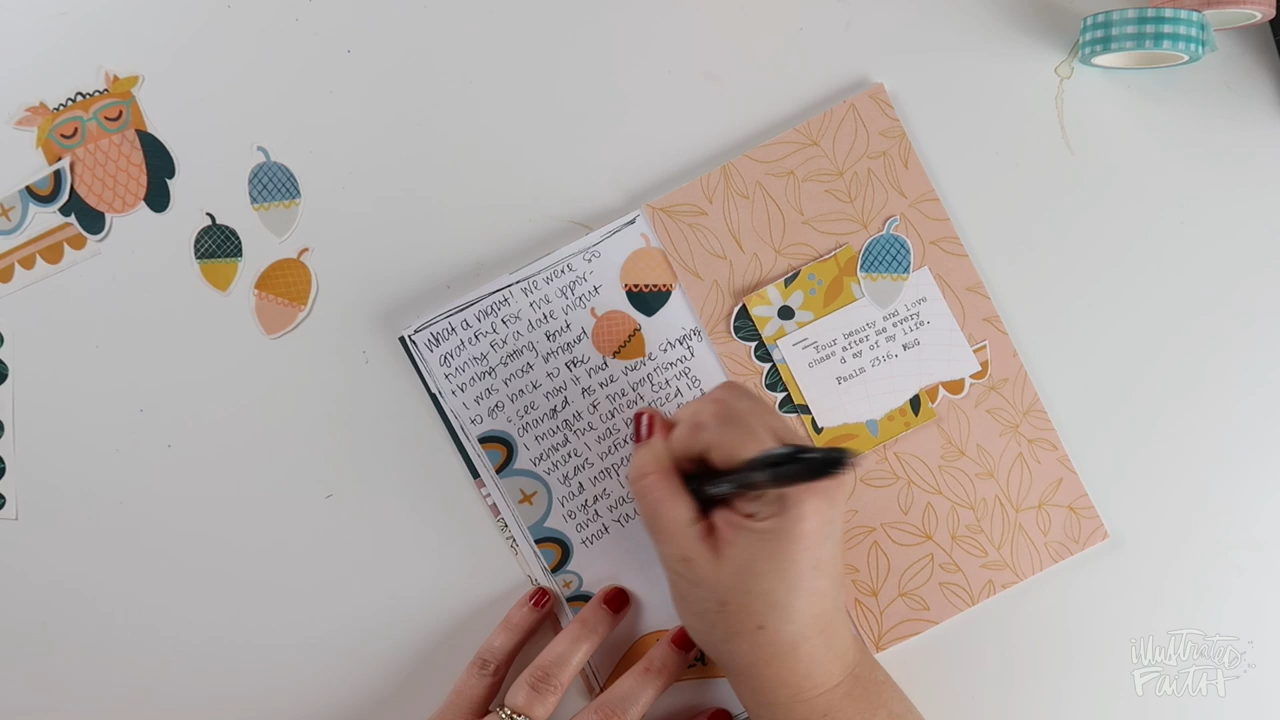 What a night! We were so
grateful for the oppor-
tunity for a date night
+ baby-sitting. But
I was most intrigued
to go back to FBC
+ see how it had
changed. As we were singing
I thought of the baptismal
behind the concert set up
where I was baptized 18
years before.
had happened
18 years.
and was
that You
Your beauty and love
chase after me every
d ay of my life.
Psalm 23:6, MSG
illustrated
Faith